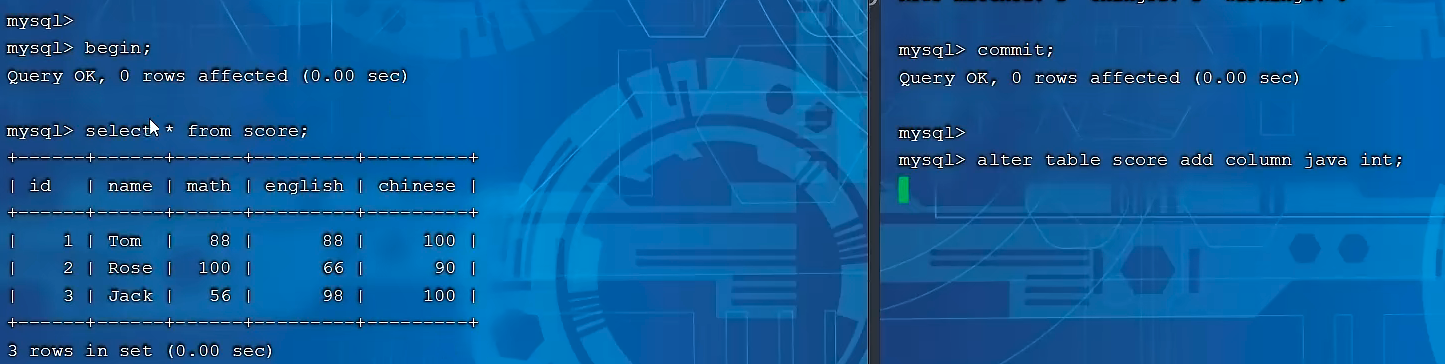 mysql>
mysql> begin;
Query OK, 0 rows affected (0.00 sec)
mysql> select * from score;
+------+------+------+---------+---------+
| id   | name | math | english | chinese |
+------+------+------+---------+---------+
|    1 | Tom  |   88 |      88 |     100 |
|    2 | Rose |  100 |      66 |      90 |
|    3 | Jack |   56 |      98 |     100 |
+------+------+------+---------+---------+
3 rows in set (0.00 sec)
mysql> commit;
Query OK, 0 rows affected (0.00 sec)
mysql>
mysql> alter table score add column java int;